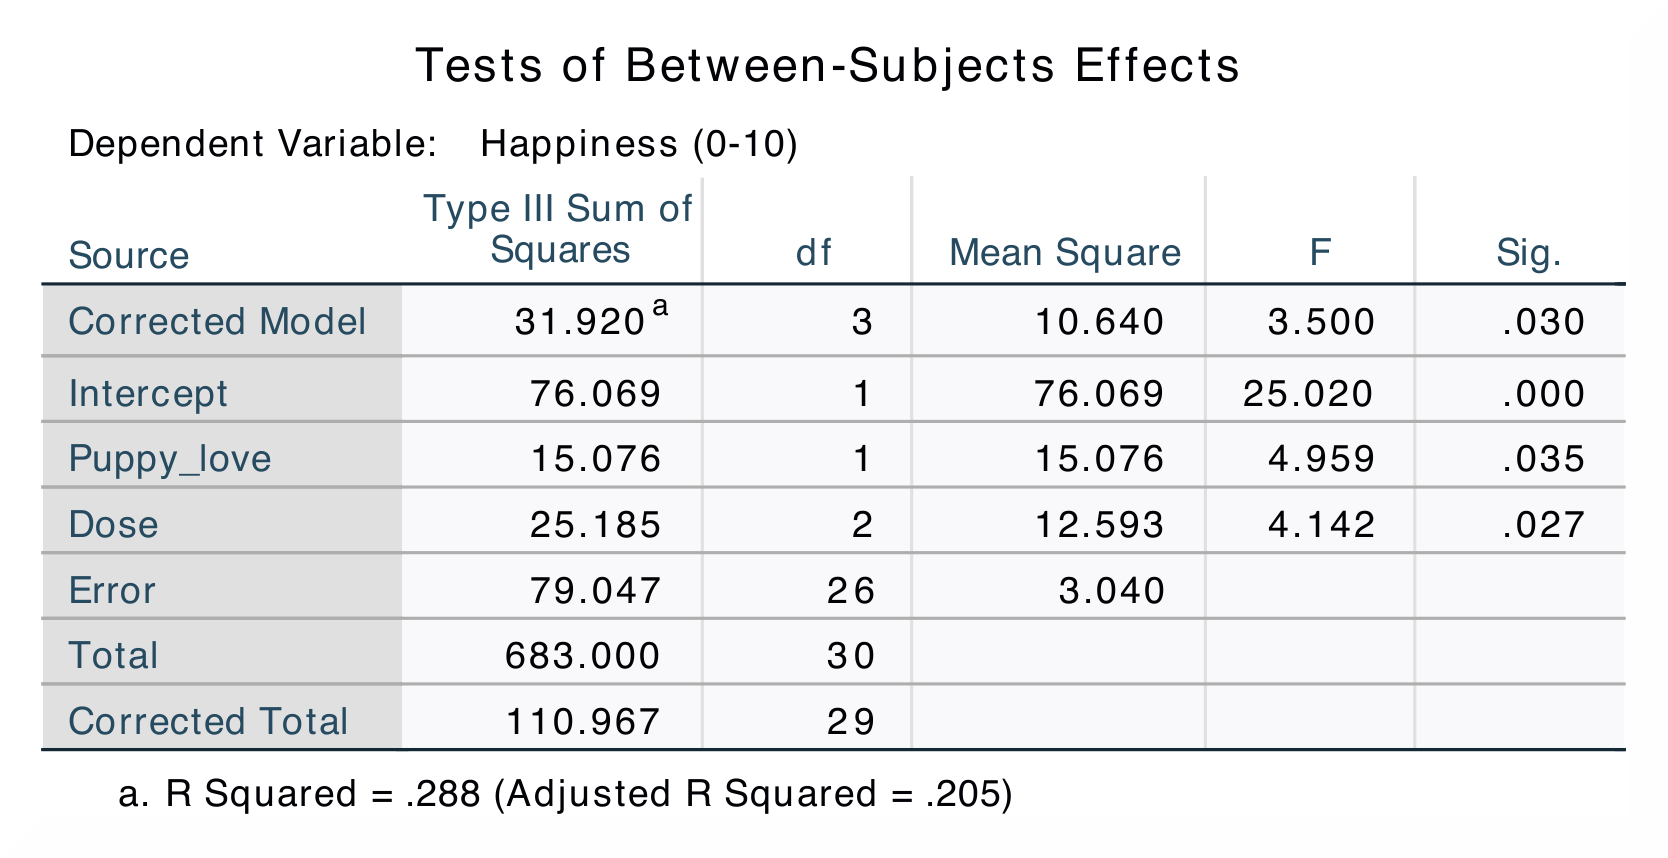 Tests of Between-Subjects Effects
Dependent Variable: Happiness (0-10)
Source Type III Sum of Squares df Mean Square F Sig.
Corrected Model 31.920 a 3 10.640 3.500 .030
Intercept 76.069 1 76.069 25.020 .000
Puppy_love 15.076 1 15.076 4.959 .035
Dose 25.185 2 12.593 4.142 .027
Error 79.047 26 3.040
Total 683.000 30
Corrected Total 110.967 29
a. R Squared = .288 (Adjusted R Squared = .205)